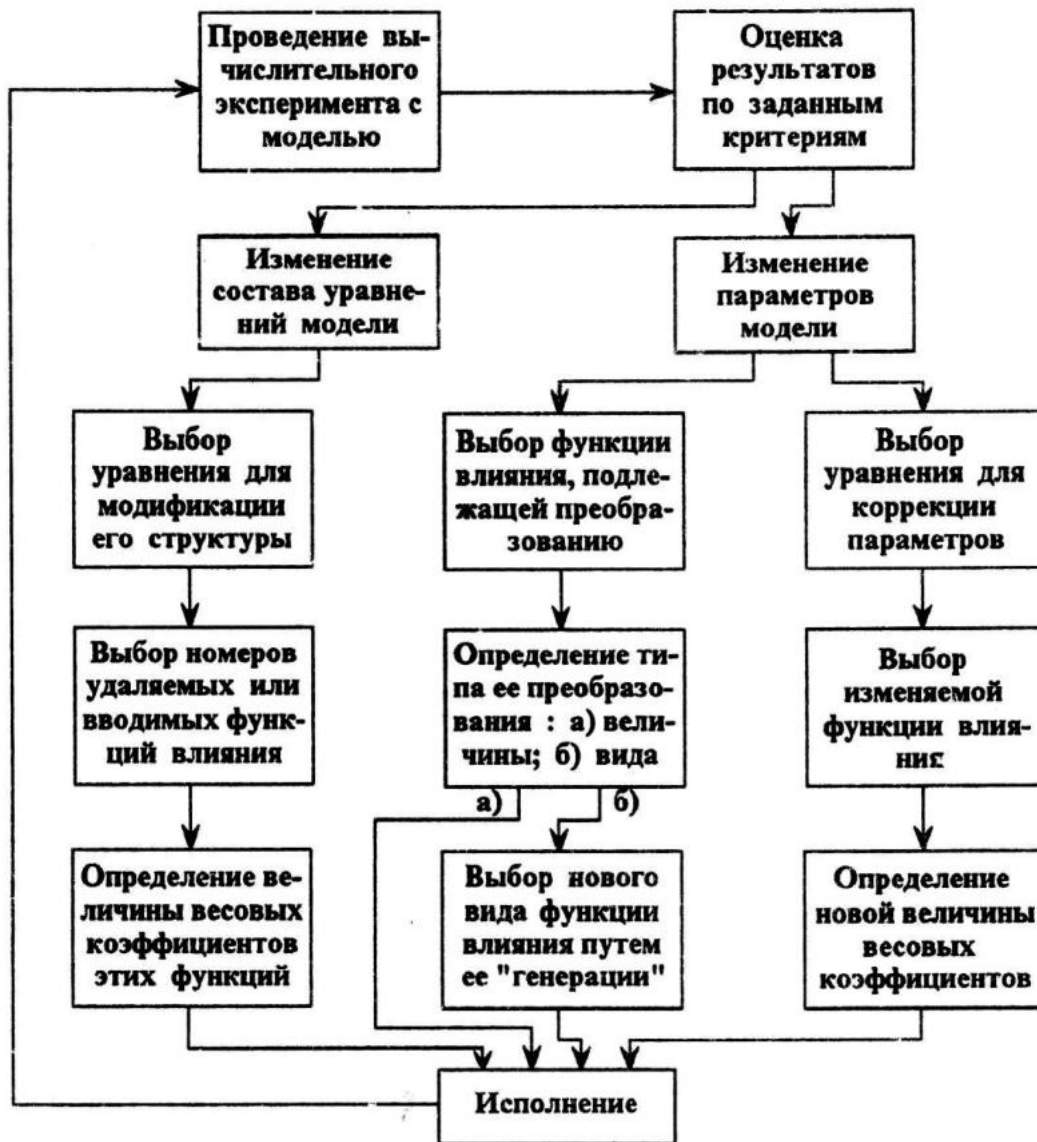 Проведение вы-
числительного
эксперимента с
моделью
Оценка
результатов
по заданным
критериям
Изменение
состава уравне-
ний модели
Изменение
параметров
модели
Выбор
уравнения для
модификации
его структуры
Выбор функции
влияния, подле-
жащей преобра-
зованию
Выбор
уравнения для
коррекции
параметров
Выбор номеров
удаляемых или
вводимых функ-
ций влияния
Определение ти-
па ее преобразо-
вания : а) вели-
чины; б) вида
Выбор
изменяемой
функции влия-
ния
а)
б)
Определение ве-
личины весовых
коэффициентов
этих функций
Выбор нового
вида функции
влияния путем
ее "генерации"
Определение
новой величины
весовых
коэффициентов
Исполнение